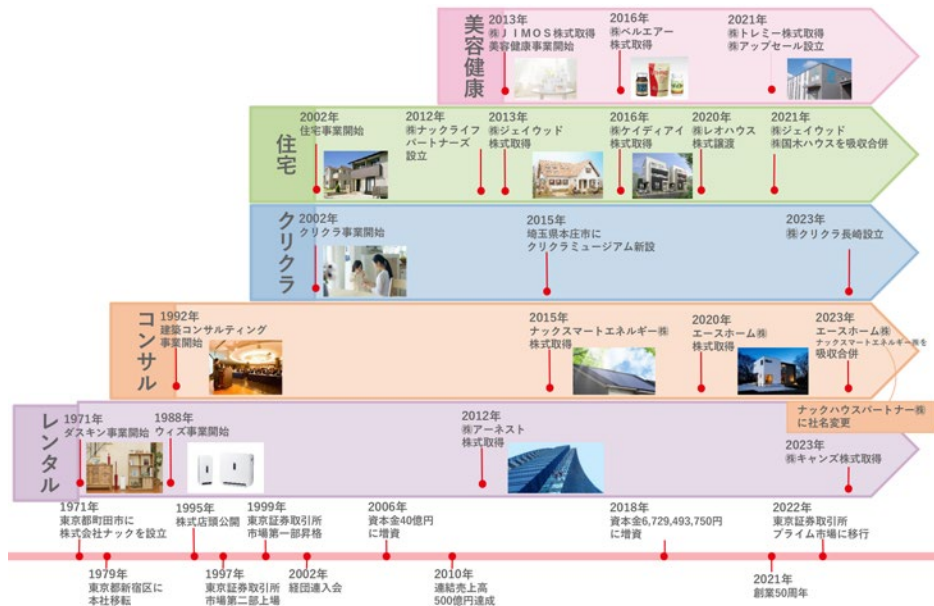 美容健康
2013年
㈱ＪＩＭＯＳ株式取得
美容健康事業開始
2016年
㈱ベルエアー
株式取得
2021年
㈱トレミー株式取得
㈱アップセール設立
住宅
2002年
住宅事業開始
2012年
㈱ナックライフ
パートナーズ
設立
2013年
㈱ジェイウッド
株式取得
2016年
㈱ケイディアイ
株式取得
2020年
㈱レオハウス
株式譲渡
2021年
㈱ジェイウッド
㈱国木ハウスを吸収合併
クリクラ
2002年
クリクラ事業開始
2015年
埼玉県本庄市に
クリクラミュージアム新設
2023年
㈱クリクラ長崎設立
コンサル
1992年
建築コンサルティング
事業開始
2015年
ナックスマートエネルギー㈱
株式取得
2020年
エースホーム㈱
株式取得
2023年
エースホーム㈱
ナックスマートエネルギー㈱を
吸収合併
ナックハウスパートナー㈱
に社名変更
レンタル
1971年
ダスキン事業開始
1988年
ウィズ事業開始
2012年
㈱アーネスト
株式取得
2023年
㈱キャンズ株式取得
1971年
東京都町田市に
株式会社ナックを設立
1979年
東京都新宿区に
本社移転
1995年
株式店頭公開
1997年
東京証券取引所
市場第二部上場
1999年
東京証券取引所
市場第一部昇格
2002年
経団連入会
2006年
資本金40億円
に増資
2010年
連結売上高
500億円達成
2018年
資本金6,729,493,750円
に増資
2021年
創業50周年
2022年
東京証券取引所
プライム市場に移行